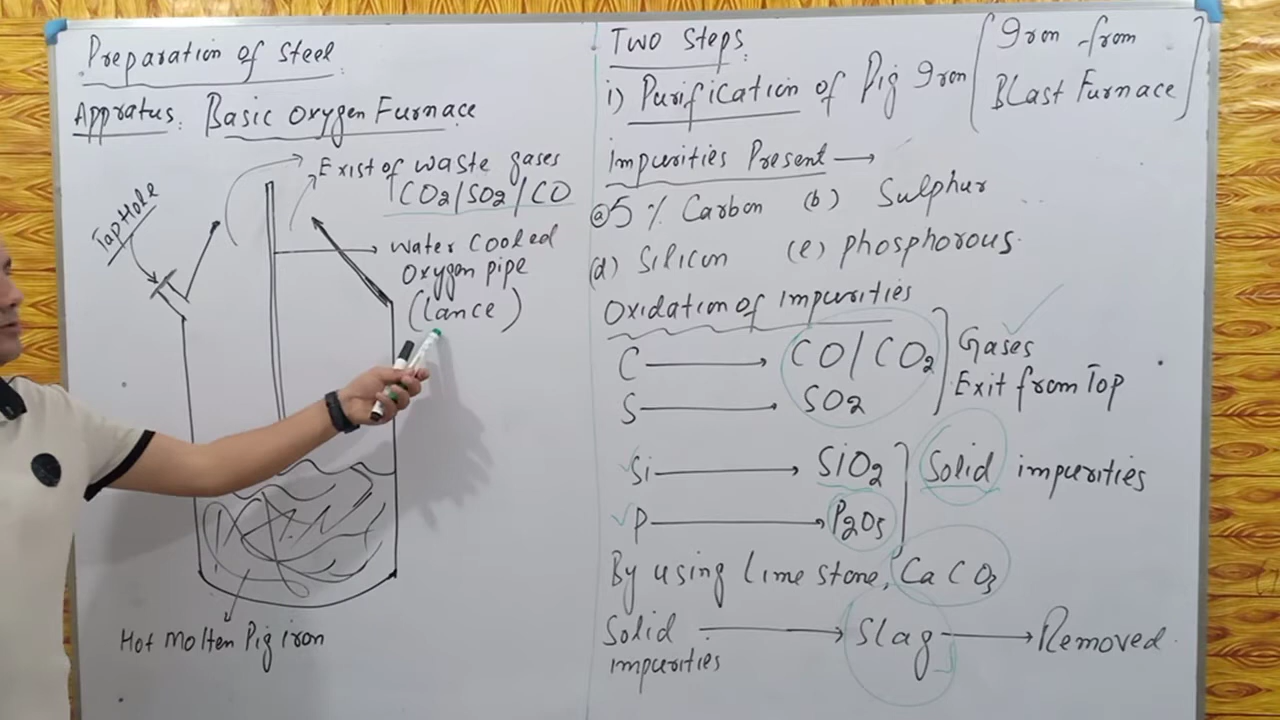 Preparation of Steel.
Appratus: Basic Oxygen Furnace
Exist of waste gases
CO2/SO2/CO
Tap Hole
Water Cooled
Oxygen pipe
(Lance)
Hot Molten Pig iron
Two Steps.
i) Purification of Pig Iron [Iron from
Blast Furnace]
Impurities Present →
(a) 5% Carbon (b) Sulphur
(d) Silicon (e) phosphorous.
Oxidation of impurities
C → CO/CO2
S → SO2
Gases
Exit from Top
Si → SiO2
P → P2O5
Solid impurities
By using lime stone, CaCO3
Solid → Slag → Removed.
impurities